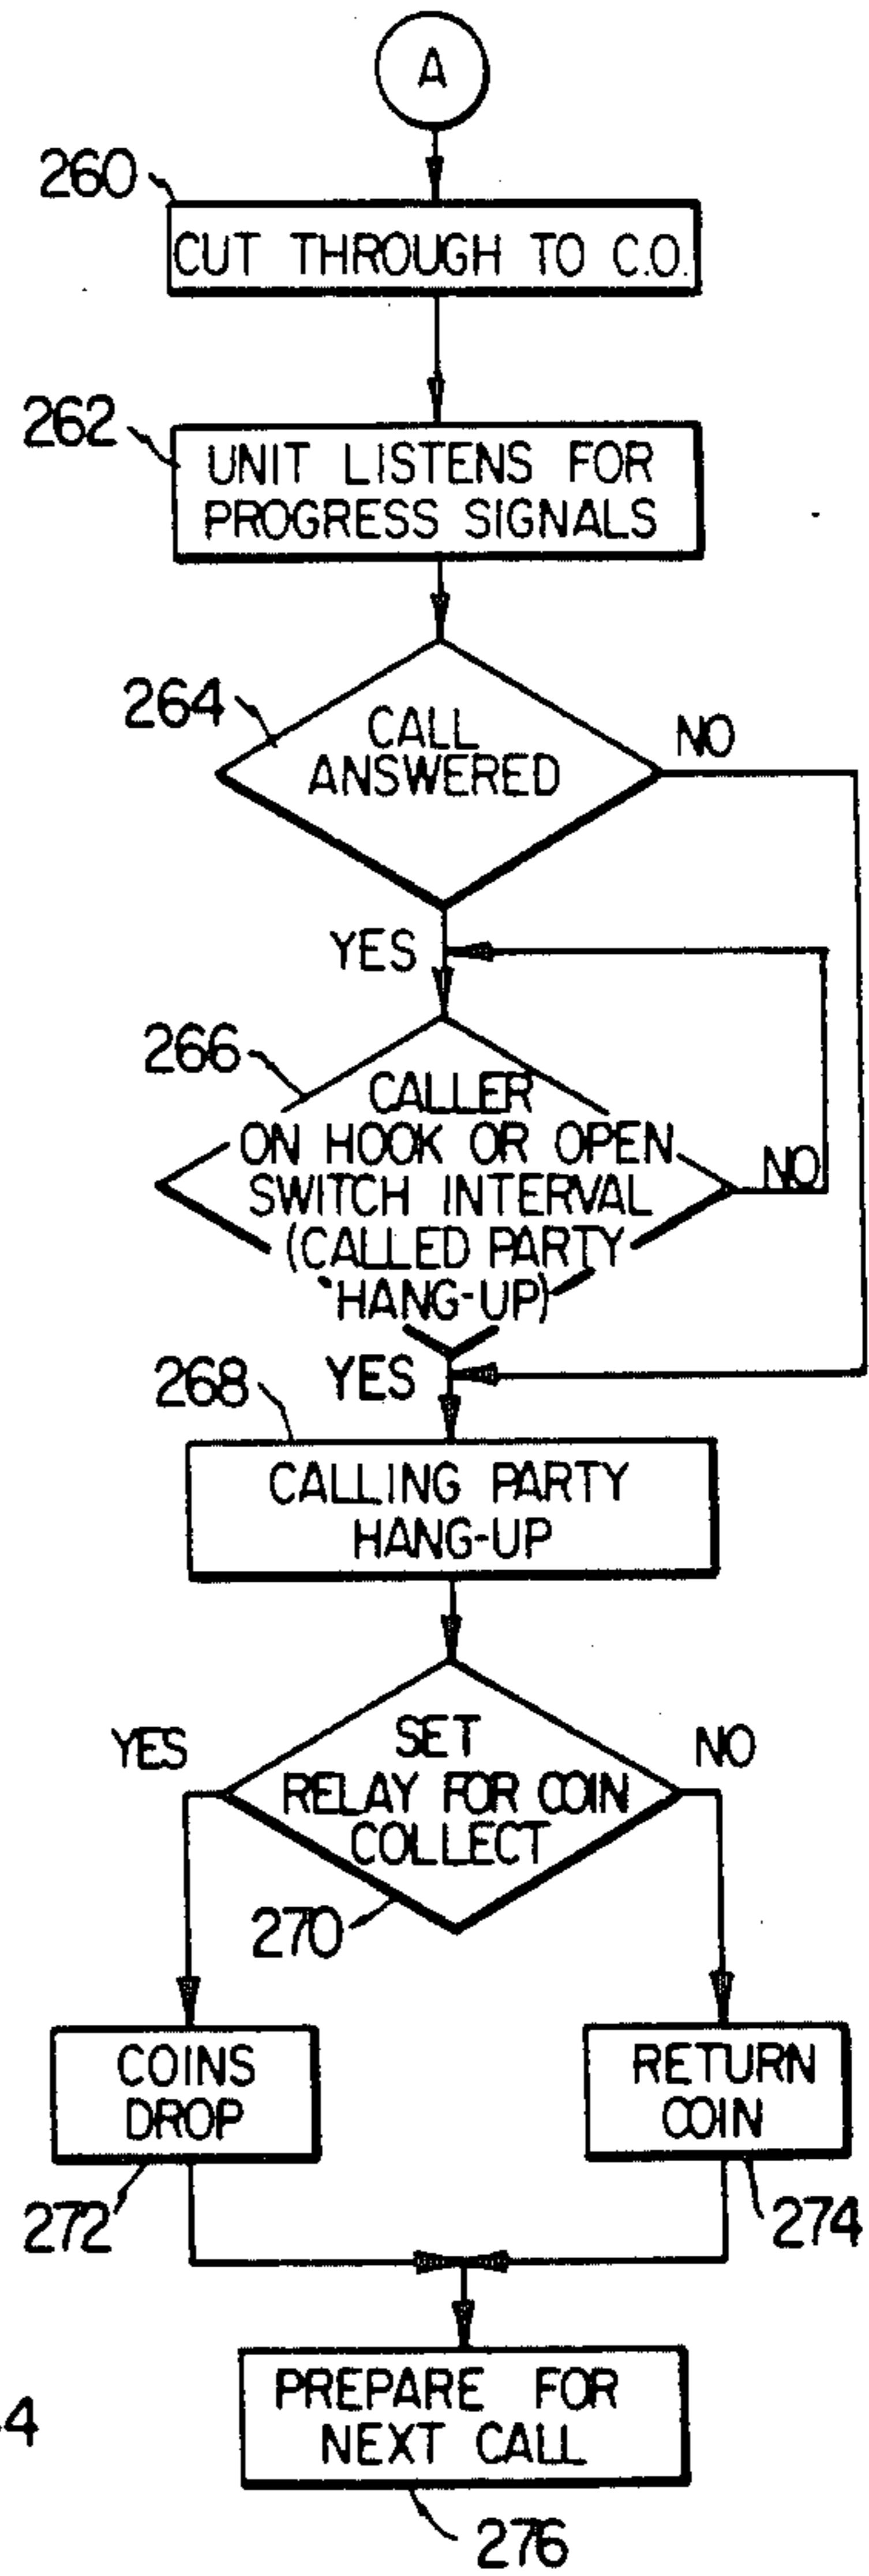 A
260
CUT THROUGH TO C.O.
262
UNIT LISTENS FOR
PROGRESS SIGNALS
264
CALL
ANSWERED
NO
YES
266
CALLER
ON HOOK OR OPEN
SWITCH INTERVAL
(CALLED PARTY
HANG-UP)
NO
YES
268
CALLING PARTY
HANG-UP
YES
SET
RELAY FOR COIN
COLLECT
NO
270
COINS
DROP
RETURN
COIN
272
274
PREPARE FOR
NEXT CALL
4
276